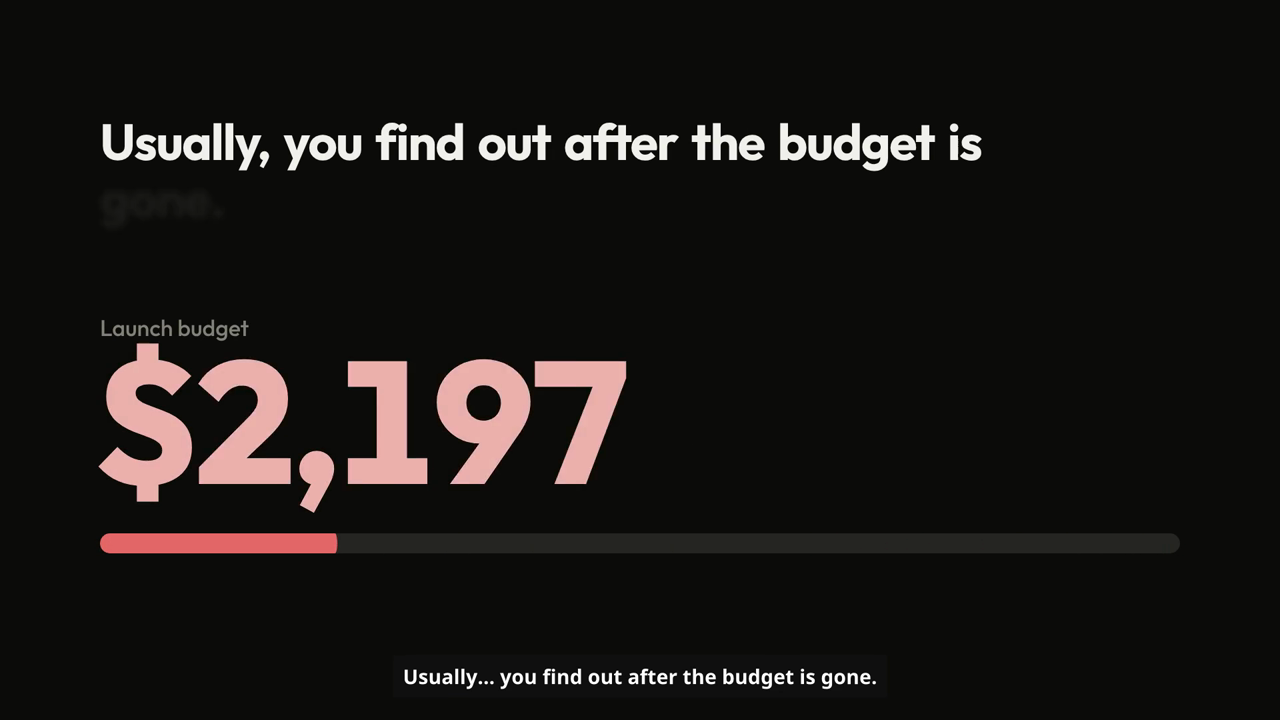 Usually, you find out after the budget is
gone.
Launch budget
$2,197
Usually... you find out after the budget is gone.